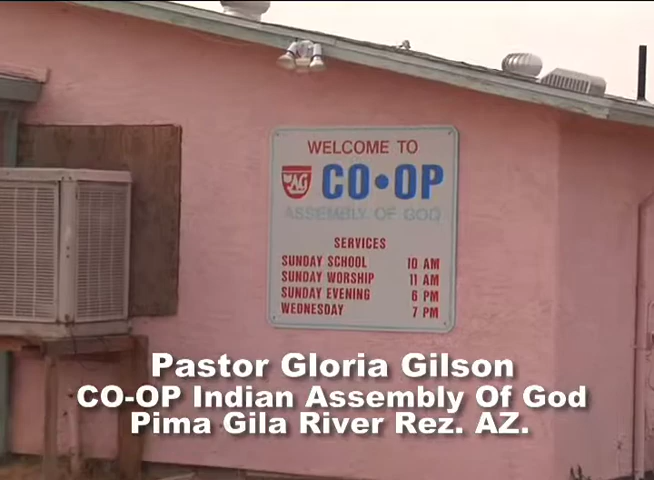 WELCOME TO
AG
CO•OP
ASSEMBLY OF GOD
SERVICES
SUNDAY SCHOOL 10 AM
SUNDAY WORSHIP 11 AM
SUNDAY EVENING 6 PM
WEDNESDAY 7 PM
Pastor Gloria Gilson
CO-OP Indian Assembly Of God
Pima Gila River Rez. AZ.